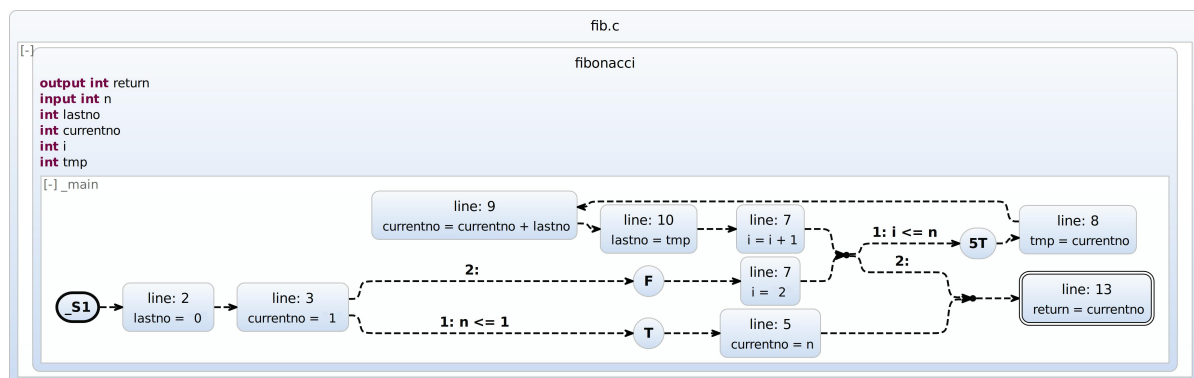 fib.c
[-]
fibonacci
output int return
input int n
int lastno
int currentno
int i
int tmp
[-] _main
line: 9
currentno = currentno + lastno
line: 10
lastno = tmp
line: 7
i = i + 1
1: i <= n
5T
line: 8
tmp = currentno
2:
2:
F
line: 7
i = 2
_S1
line: 2
lastno = 0
line: 3
currentno = 1
1: n <= 1
T
line: 5
currentno = n
line: 13
return = currentno